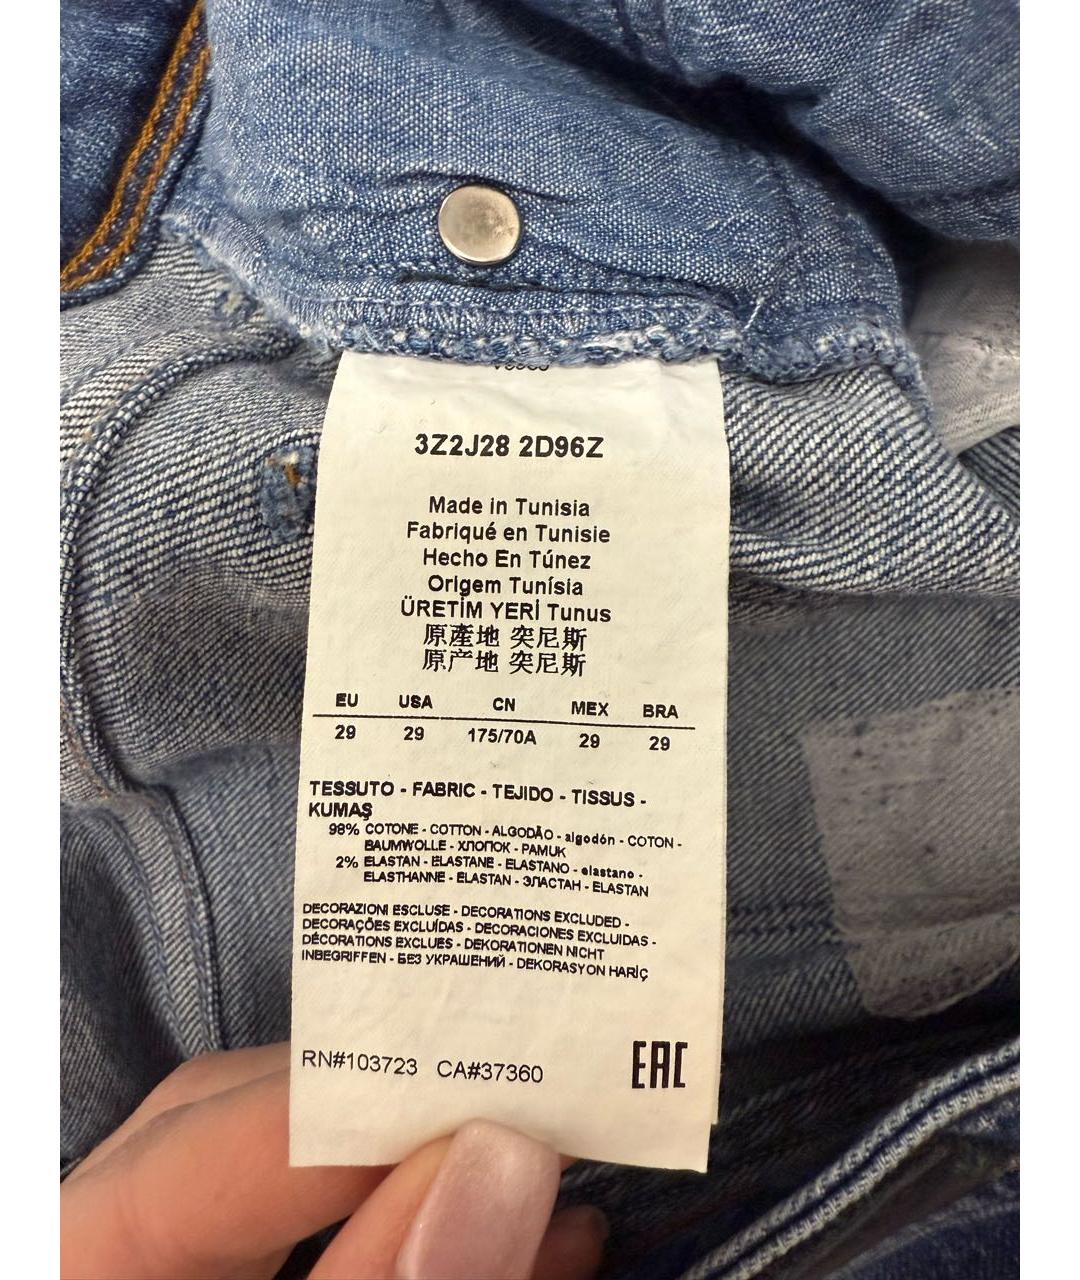 3Z2J28 2D96Z
Made in Tunisia
Fabriqué en Tunisie
Hecho En Túnez
Origem Tunísia
ÜRETİM YERİ Tunus
原產地 突尼斯
原产地 突尼斯
EU USA CN MEX BRA
29 29 175/70A 29 29
TESSUTO - FABRIC - TEJIDO - TISSUS -
KUMAŞ
98% COTONE - COTTON - ALGODÃO - algodón - COTON -
BAUMWOLLE - ХЛОПОК - PAMUK
2% ELASTAN - ELASTANE - ELASTANO - elastano -
ELASTHANNE - ELASTAN - ЭЛАСТАН - ELASTAN
DECORAZIONI ESCLUSE - DECORATIONS EXCLUDED -
DECORAÇÕES EXCLUÍDAS - DECORACIONES EXCLUIDAS -
DÉCORATIONS EXCLUES - DEKORATIONEN NICHT
INBEGRIFFEN - БЕЗ УКРАШЕНИЙ - DEKORASYON HARİÇ
RN#103723 CA#37360
EAC